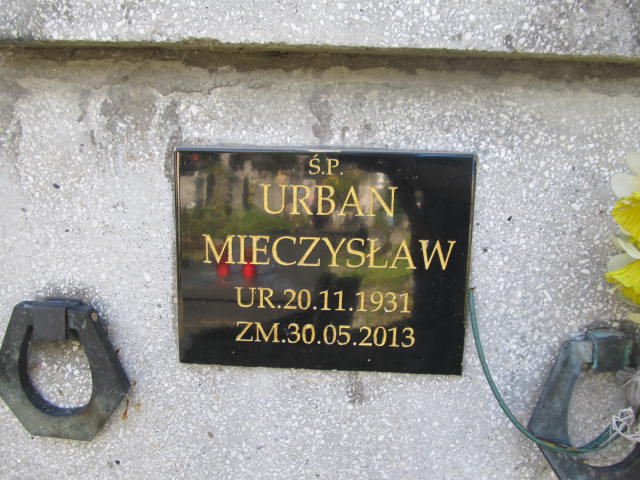 Ś.P.
URBAN
MIECZYSŁAW
UR.20.11.1931
ZM.30.05.2013